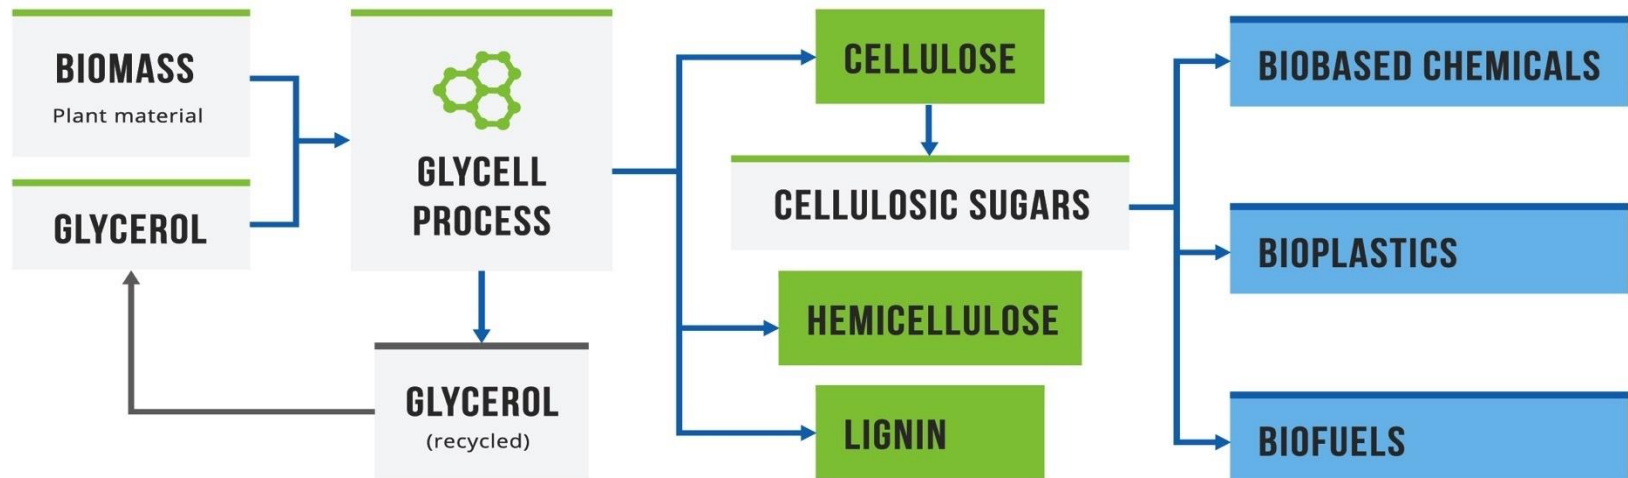 BIOMASS
Plant material
GLYCEROL
GLYCELL
PROCESS
GLYCEROL
(recycled)
CELLULOSE
CELLULOSIC SUGARS
HEMICELLULOSE
LIGNIN
BIOBASED CHEMICALS
BIOPLASTICS
BIOFUELS